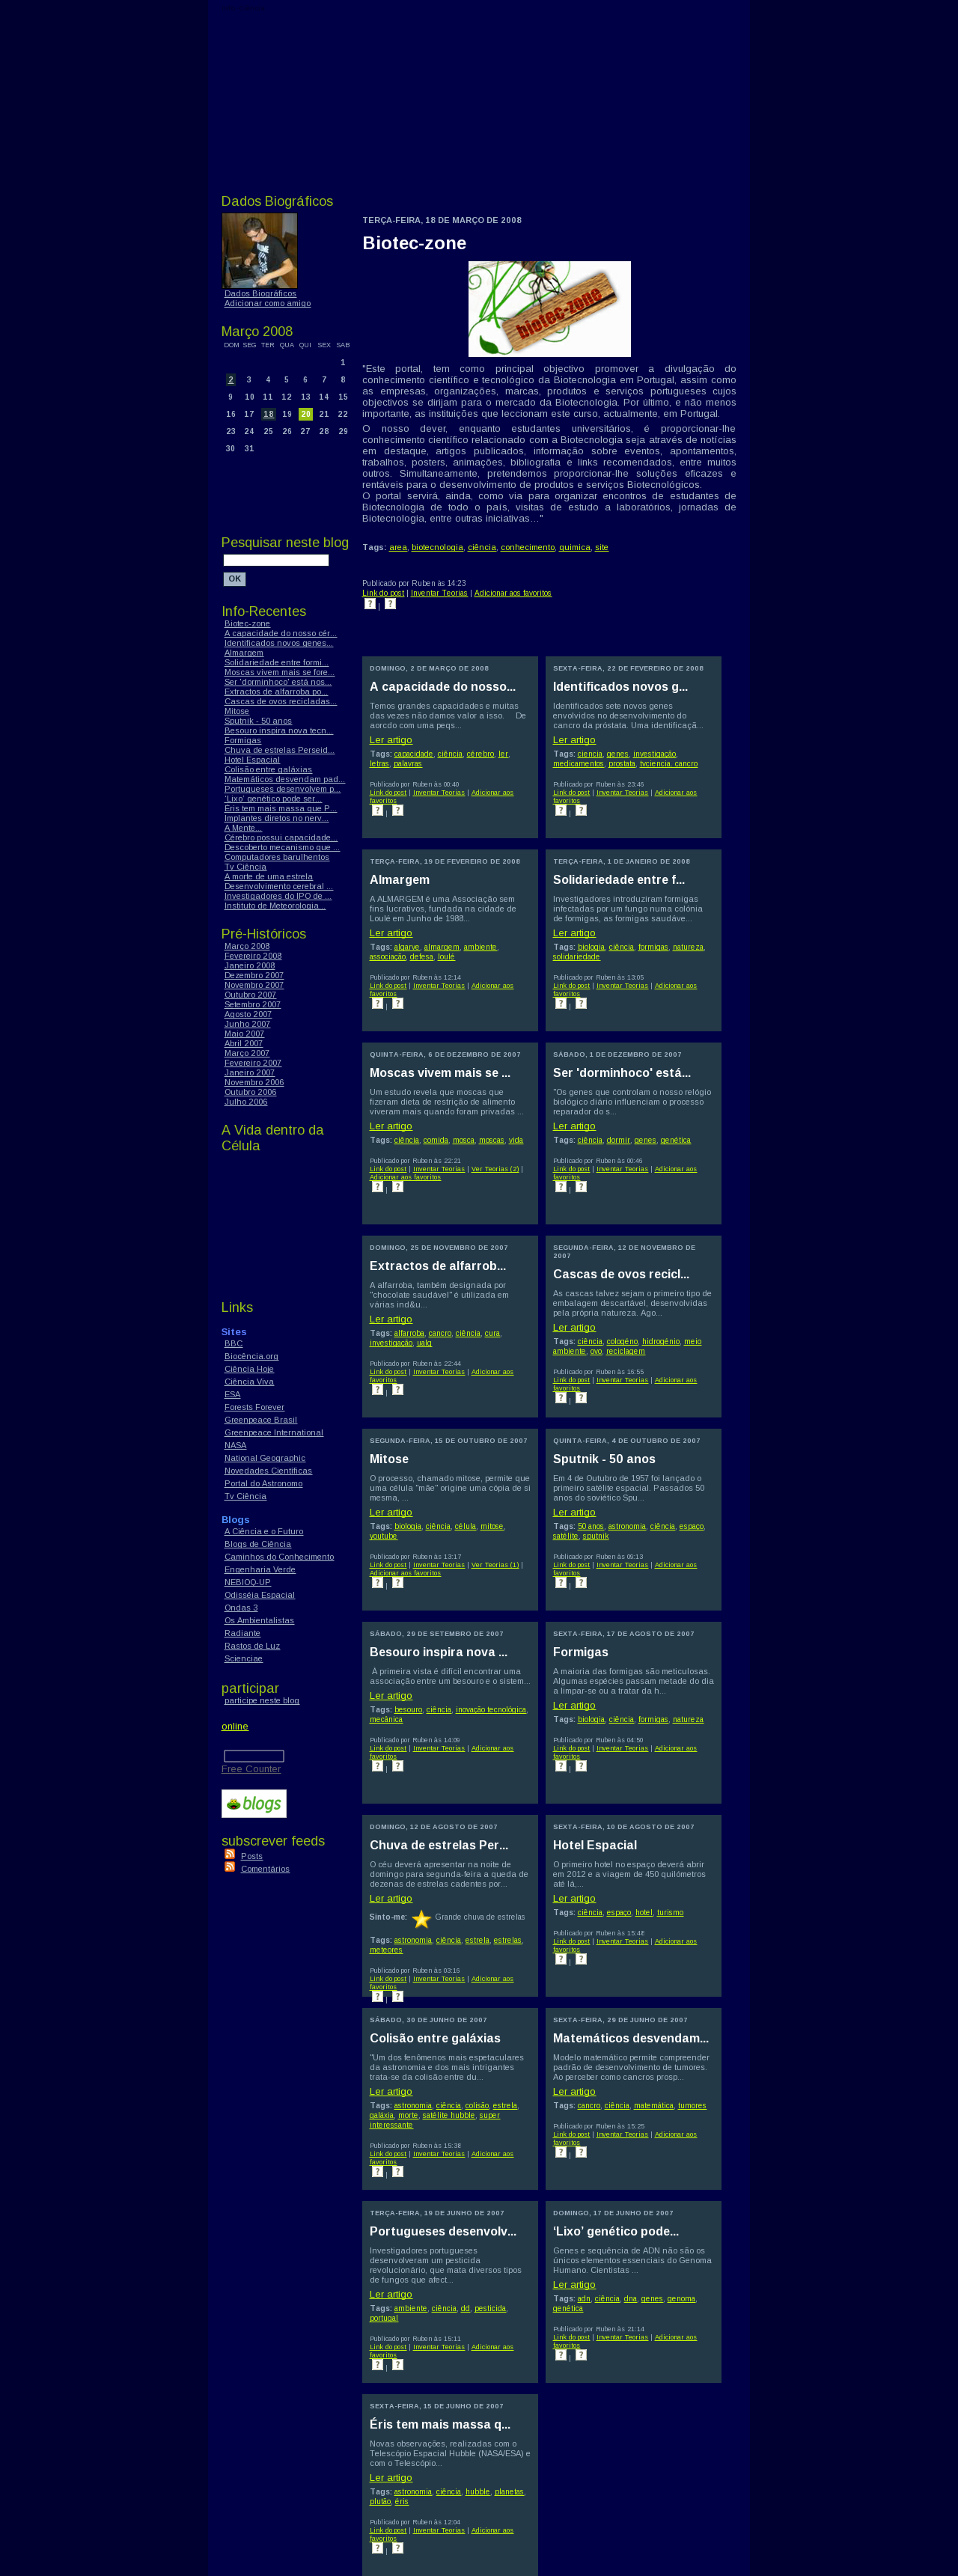 Dados Biográficos
Dados Biográficos
Adicionar como amigo
Março 2008
DOM SEG TER QUA QUI SEX SAB
1
2 3 4 5 6 7 8
9 10 11 12 13 14 15
16 17 18 19 20 21 22
23 24 25 26 27 28 29
30 31
Pesquisar neste blog
OK
Info-Recentes
Biotec-zone
A capacidade do nosso cér...
Identificados novos genes...
Almargem
Solidariedade entre formi...
Moscas vivem mais se fore...
Ser 'dorminhoco' está nos...
Extractos de alfarroba po...
Cascas de ovos recicladas...
Mitose
Sputnik - 50 anos
Besouro inspira nova tecn...
Formigas
Chuva de estrelas Perseid...
Hotel Espacial
Colisão entre galáxias
Matemáticos desvendam pad...
Portugueses desenvolvem p...
'Lixo' genético pode ser...
Éris tem mais massa que P...
Implantes diretos no nerv...
A Mente...
Cérebro possui capacidade...
Descoberto mecanismo que ...
Computadores barulhentos
Tv Ciência
A morte de uma estrela
Desenvolvimento cerebral ...
Investigadores do IPO de ...
Instituto de Meteorologia...
Pré-Históricos
Março 2008
Fevereiro 2008
Janeiro 2008
Dezembro 2007
Novembro 2007
Outubro 2007
Setembro 2007
Agosto 2007
Junho 2007
Maio 2007
Abril 2007
Março 2007
Fevereiro 2007
Janeiro 2007
Novembro 2006
Outubro 2006
Julho 2006
A Vida dentro da
Célula
Links
Sites
BBC
Biocência.org
Ciência Hoje
Ciência Viva
ESA
Forests Forever
Greenpeace Brasil
Greenpeace International
NASA
National Geographic
Novedades Científicas
Portal do Astronomo
Tv Ciência
Blogs
A Ciência e o Futuro
Blogs de Ciência
Caminhos do Conhecimento
Engenharia Verde
NEBIOQ-UP
Odisséia Espacial
Ondas 3
Os Ambientalistas
Radiante
Rastos de Luz
Scienciae
participar
participe neste blog
online
Free Counter
blogs
subscrever feeds
Posts
Comentários
TERÇA-FEIRA, 18 DE MARÇO DE 2008
Biotec-zone
biotec-zone
"Este portal, tem como principal objectivo promover a divulgação do
conhecimento científico e tecnológico da Biotecnologia em Portugal, assim como
as empresas, organizações, marcas, produtos e serviços portugueses cujos
objectivos se dirijam para o mercado da Biotecnologia. Por último, e não menos
importante, as instituições que leccionam este curso, actualmente, em Portugal.
O nosso dever, enquanto estudantes universitários, é proporcionar-lhe
conhecimento científico relacionado com a Biotecnologia seja através de notícias
em destaque, artigos publicados, informação sobre eventos, apontamentos,
trabalhos, posters, animações, bibliografia e links recomendados, entre muitos
outros. Simultaneamente, pretendemos proporcionar-lhe soluções eficazes e
rentáveis para o desenvolvimento de produtos e serviços Biotecnológicos.
O portal servirá, ainda, como via para organizar encontros de estudantes de
Biotecnologia de todo o país, visitas de estudo a laboratórios, jornadas de
Biotecnologia, entre outras iniciativas…"
Tags: area, biotecnologia, ciência, conhecimento, quimica, site
Publicado por Ruben às 14:23
Link do post | Inventar Teorias | Adicionar aos favoritos
|
DOMINGO, 2 DE MARÇO DE 2008
A capacidade do nosso...
Temos grandes capacidades e muitas
das vezes não damos valor a isso. De
aorcdo com uma peqs...
Ler artigo
Tags: capacidade, ciência, cérebro, ler,
letras, palavras
Publicado por Ruben às 00:40
Link do post | Inventar Teorias | Adicionar aos
favoritos
|
SEXTA-FEIRA, 22 DE FEVEREIRO DE 2008
Identificados novos g...
Identificados sete novos genes
envolvidos no desenvolvimento do
cancro da próstata. Uma identificaçã...
Ler artigo
Tags: ciencia, genes, investigação,
medicamentos, prostata, tvciencia. cancro
Publicado por Ruben às 23:46
Link do post | Inventar Teorias | Adicionar aos
favoritos
|
TERÇA-FEIRA, 19 DE FEVEREIRO DE 2008
Almargem
A ALMARGEM é uma Associação sem
fins lucrativos, fundada na cidade de
Loulé em Junho de 1988...
Ler artigo
Tags: algarve, almargem, ambiente,
associação, defesa, loulé
Publicado por Ruben às 12:14
Link do post | Inventar Teorias | Adicionar aos
favoritos
|
TERÇA-FEIRA, 1 DE JANEIRO DE 2008
Solidariedade entre f...
Investigadores introduziram formigas
infectadas por um fungo numa colónia
de formigas, as formigas saudáve...
Ler artigo
Tags: biologia, ciência, formigas, natureza,
solidariedade
Publicado por Ruben às 13:05
Link do post | Inventar Teorias | Adicionar aos
favoritos
|
QUINTA-FEIRA, 6 DE DEZEMBRO DE 2007
Moscas vivem mais se ...
Um estudo revela que moscas que
fizeram dieta de restrição de alimento
viveram mais quando foram privadas ...
Ler artigo
Tags: ciência, comida, mosca, moscas, vida
Publicado por Ruben às 22:21
Link do post | Inventar Teorias | Ver Teorias (2) |
Adicionar aos favoritos
|
SÁBADO, 1 DE DEZEMBRO DE 2007
Ser 'dorminhoco' está...
"Os genes que controlam o nosso relógio
biológico diário influenciam o processo
reparador do s...
Ler artigo
Tags: ciência, dormir, genes, genética
Publicado por Ruben às 00:46
Link do post | Inventar Teorias | Adicionar aos
favoritos
|
DOMINGO, 25 DE NOVEMBRO DE 2007
Extractos de alfarrob...
A alfarroba, também designada por
"chocolate saudável" é utilizada em
várias ind&u...
Ler artigo
Tags: alfarroba, cancro, ciência, cura,
investigação, ualg
Publicado por Ruben às 22:44
Link do post | Inventar Teorias | Adicionar aos
favoritos
|
SEGUNDA-FEIRA, 12 DE NOVEMBRO DE
2007
Cascas de ovos recicl...
As cascas talvez sejam o primeiro tipo de
embalagem descartável, desenvolvidas
pela própria natureza. Ago...
Ler artigo
Tags: ciência, cologéno, hidrogénio, meio
ambiente, ovo, reciclagem
Publicado por Ruben às 16:55
Link do post | Inventar Teorias | Adicionar aos
favoritos
|
SEGUNDA-FEIRA, 15 DE OUTUBRO DE 2007
Mitose
O processo, chamado mitose, permite que
uma célula "mãe" origine uma cópia de si
mesma, ...
Ler artigo
Tags: biologia, ciência, célula, mitose,
youtube
Publicado por Ruben às 13:17
Link do post | Inventar Teorias | Ver Teorias (1) |
Adicionar aos favoritos
|
QUINTA-FEIRA, 4 DE OUTUBRO DE 2007
Sputnik - 50 anos
Em 4 de Outubro de 1957 foi lançado o
primeiro satélite espacial. Passados 50
anos do soviético Spu...
Ler artigo
Tags: 50 anos, astronomia, ciência, espaço,
satélite, sputnik
Publicado por Ruben às 09:13
Link do post | Inventar Teorias | Adicionar aos
favoritos
|
SÁBADO, 29 DE SETEMBRO DE 2007
Besouro inspira nova ...
À primeira vista é difícil encontrar uma
associação entre um besouro e o sistem...
Ler artigo
Tags: besouro, ciência, inovação tecnológica,
mecânica
Publicado por Ruben às 14:09
Link do post | Inventar Teorias | Adicionar aos
favoritos
|
SEXTA-FEIRA, 17 DE AGOSTO DE 2007
Formigas
A maioria das formigas são meticulosas.
Algumas espécies passam metade do dia
a limpar-se ou a tratar da h...
Ler artigo
Tags: biologia, ciência, formigas, natureza
Publicado por Ruben às 04:50
Link do post | Inventar Teorias | Adicionar aos
favoritos
|
DOMINGO, 12 DE AGOSTO DE 2007
Chuva de estrelas Per...
O céu deverá apresentar na noite de
domingo para segunda-feira a queda de
dezenas de estrelas cadentes por...
Ler artigo
Sinto-me: Grande chuva de estrelas
Tags: astronomia, ciência, estrela, estrelas,
meteores
Publicado por Ruben às 03:16
Link do post | Inventar Teorias | Adicionar aos
favoritos
|
SEXTA-FEIRA, 10 DE AGOSTO DE 2007
Hotel Espacial
O primeiro hotel no espaço deverá abrir
em 2012 e a viagem de 450 quilómetros
até lá,...
Ler artigo
Tags: ciência, espaço, hotel, turismo
Publicado por Ruben às 15:48
Link do post | Inventar Teorias | Adicionar aos
favoritos
|
SÁBADO, 30 DE JUNHO DE 2007
Colisão entre galáxias
"Um dos fenômenos mais espetaculares
da astronomia e dos mais intrigantes
trata-se da colisão entre du...
Ler artigo
Tags: astronomia, ciência, colisão, estrela,
galáxia, morte, satélite hubble, super
interessante
Publicado por Ruben às 15:38
Link do post | Inventar Teorias | Adicionar aos
favoritos
|
SEXTA-FEIRA, 29 DE JUNHO DE 2007
Matemáticos desvendam...
Modelo matemático permite compreender
padrão de desenvolvimento de tumores.
Ao perceber como cancros prosp...
Ler artigo
Tags: cancro, ciência, matemática, tumores
Publicado por Ruben às 15:25
Link do post | Inventar Teorias | Adicionar aos
favoritos
|
TERÇA-FEIRA, 19 DE JUNHO DE 2007
Portugueses desenvolv...
Investigadores portugueses
desenvolveram um pesticida
revolucionário, que mata diversos tipos
de fungos que afect...
Ler artigo
Tags: ambiente, ciência, dd, pesticida,
portugal
Publicado por Ruben às 15:11
Link do post | Inventar Teorias | Adicionar aos
favoritos
|
DOMINGO, 17 DE JUNHO DE 2007
‘Lixo’ genético pode...
Genes e sequência de ADN não são os
únicos elementos essenciais do Genoma
Humano. Cientistas ...
Ler artigo
Tags: adn, ciência, dna, genes, genoma,
genética
Publicado por Ruben às 21:14
Link do post | Inventar Teorias | Adicionar aos
favoritos
|
SEXTA-FEIRA, 15 DE JUNHO DE 2007
Éris tem mais massa q...
Novas observações, realizadas com o
Telescópio Espacial Hubble (NASA/ESA) e
com o Telescópio...
Ler artigo
Tags: astronomia, ciência, hubble, planetas,
plutão, éris
Publicado por Ruben às 12:04
Link do post | Inventar Teorias | Adicionar aos
favoritos
|